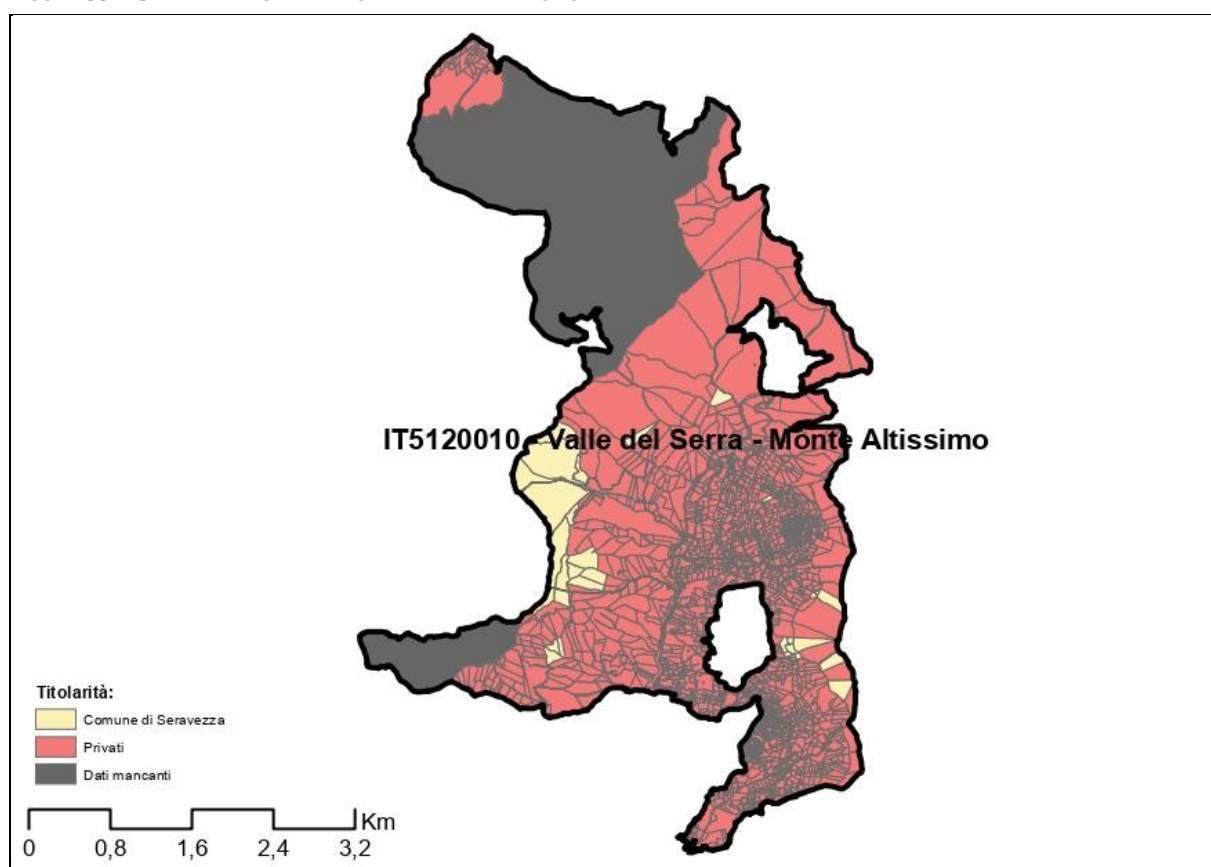 IT5120010 - Valle del Serra - Monte Altissimo
Titolarità:
Comune di Seravezza
Privati
Dati mancanti
Km
0 0,8 1,6 2,4 3,2